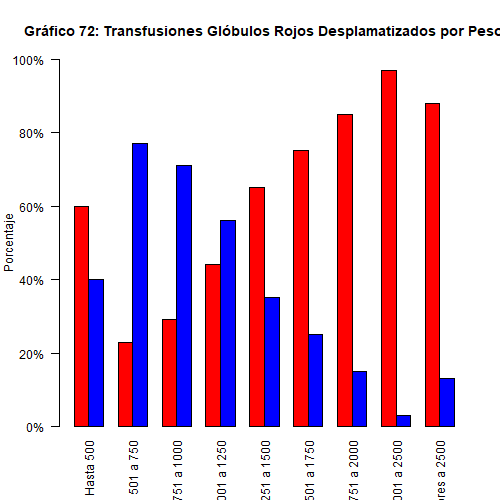 Gráfico 72: Transfusiones Glóbulos Rojos Desplamatizados por Peso
100%
80%
60%
40%
20%
0%
Porcentaje
Hasta 500
501 a 750
751 a 1000
001 a 1250
251 a 1500
501 a 1750
751 a 2000
001 a 2500
res a 2500